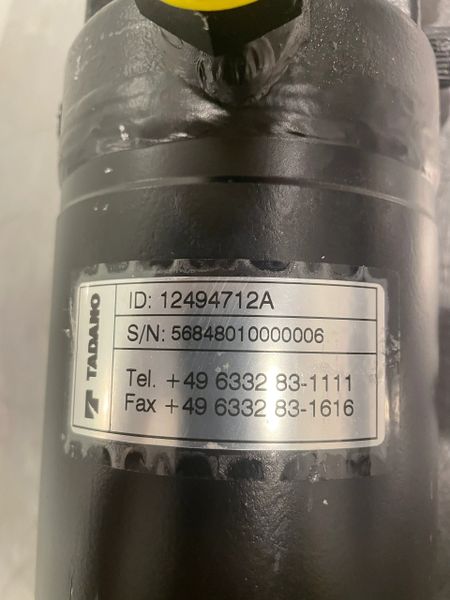 TADANO
ID: 12494712A
S/N: 56848010000006
Tel. +49 6332 83-1111
Fax +49 6332 83-1616